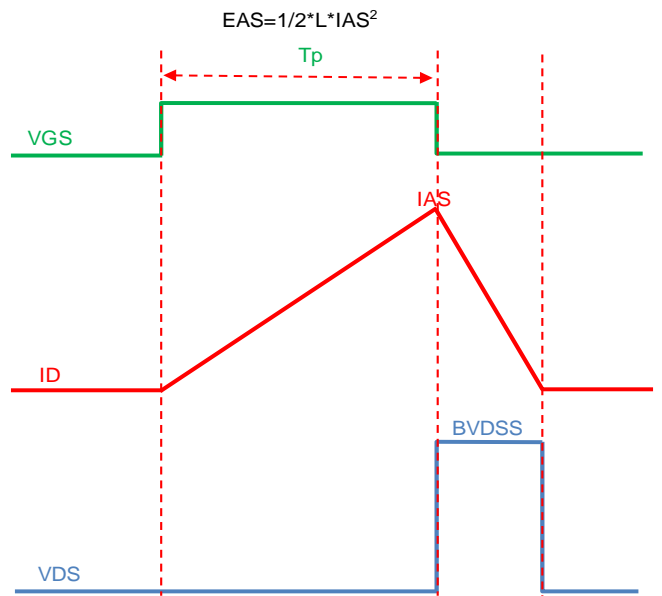 EAS=1/2*L*IAS²
Tp
VGS
IAS
ID
BVDSS
VDS